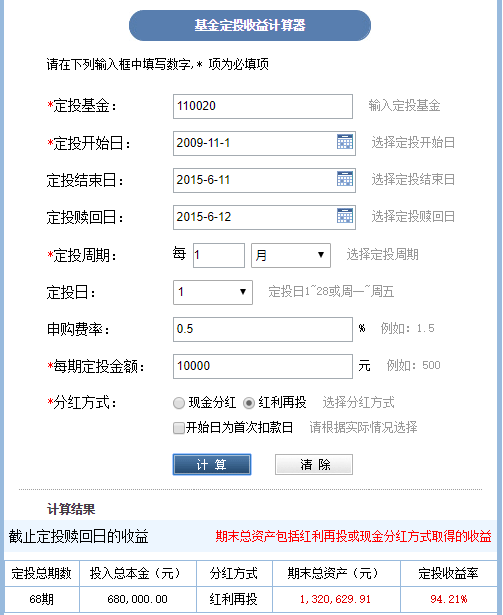 基金定投收益计算器
请在下列输入框中填写数字,* 项为必填项
*定投基金: 110020 输入定投基金
*定投开始日: 2009-11-1 选择定投开始日
定投结束日: 2015-6-11 选择定投结束日
定投赎回日: 2015-6-12 选择定投赎回日
*定投周期: 每 1 月 选择定投周期
定投日: 1 定投日1~28或周一~周五
申购费率: 0.5 % 例如: 1.5
*每期定投金额: 10000 元 例如: 500
*分红方式: 现金分红 红利再投 选择分红方式
开始日为首次扣款日 请根据实际情况选择
计 算 清 除
计算结果
截止定投赎回日的收益 期末总资产包括红利再投或现金分红方式取得的收益
定投总期数 投入总本金（元） 分红方式 期末总资产（元） 定投收益率
68期 680,000.00 红利再投 1,320,629.91 94.21%